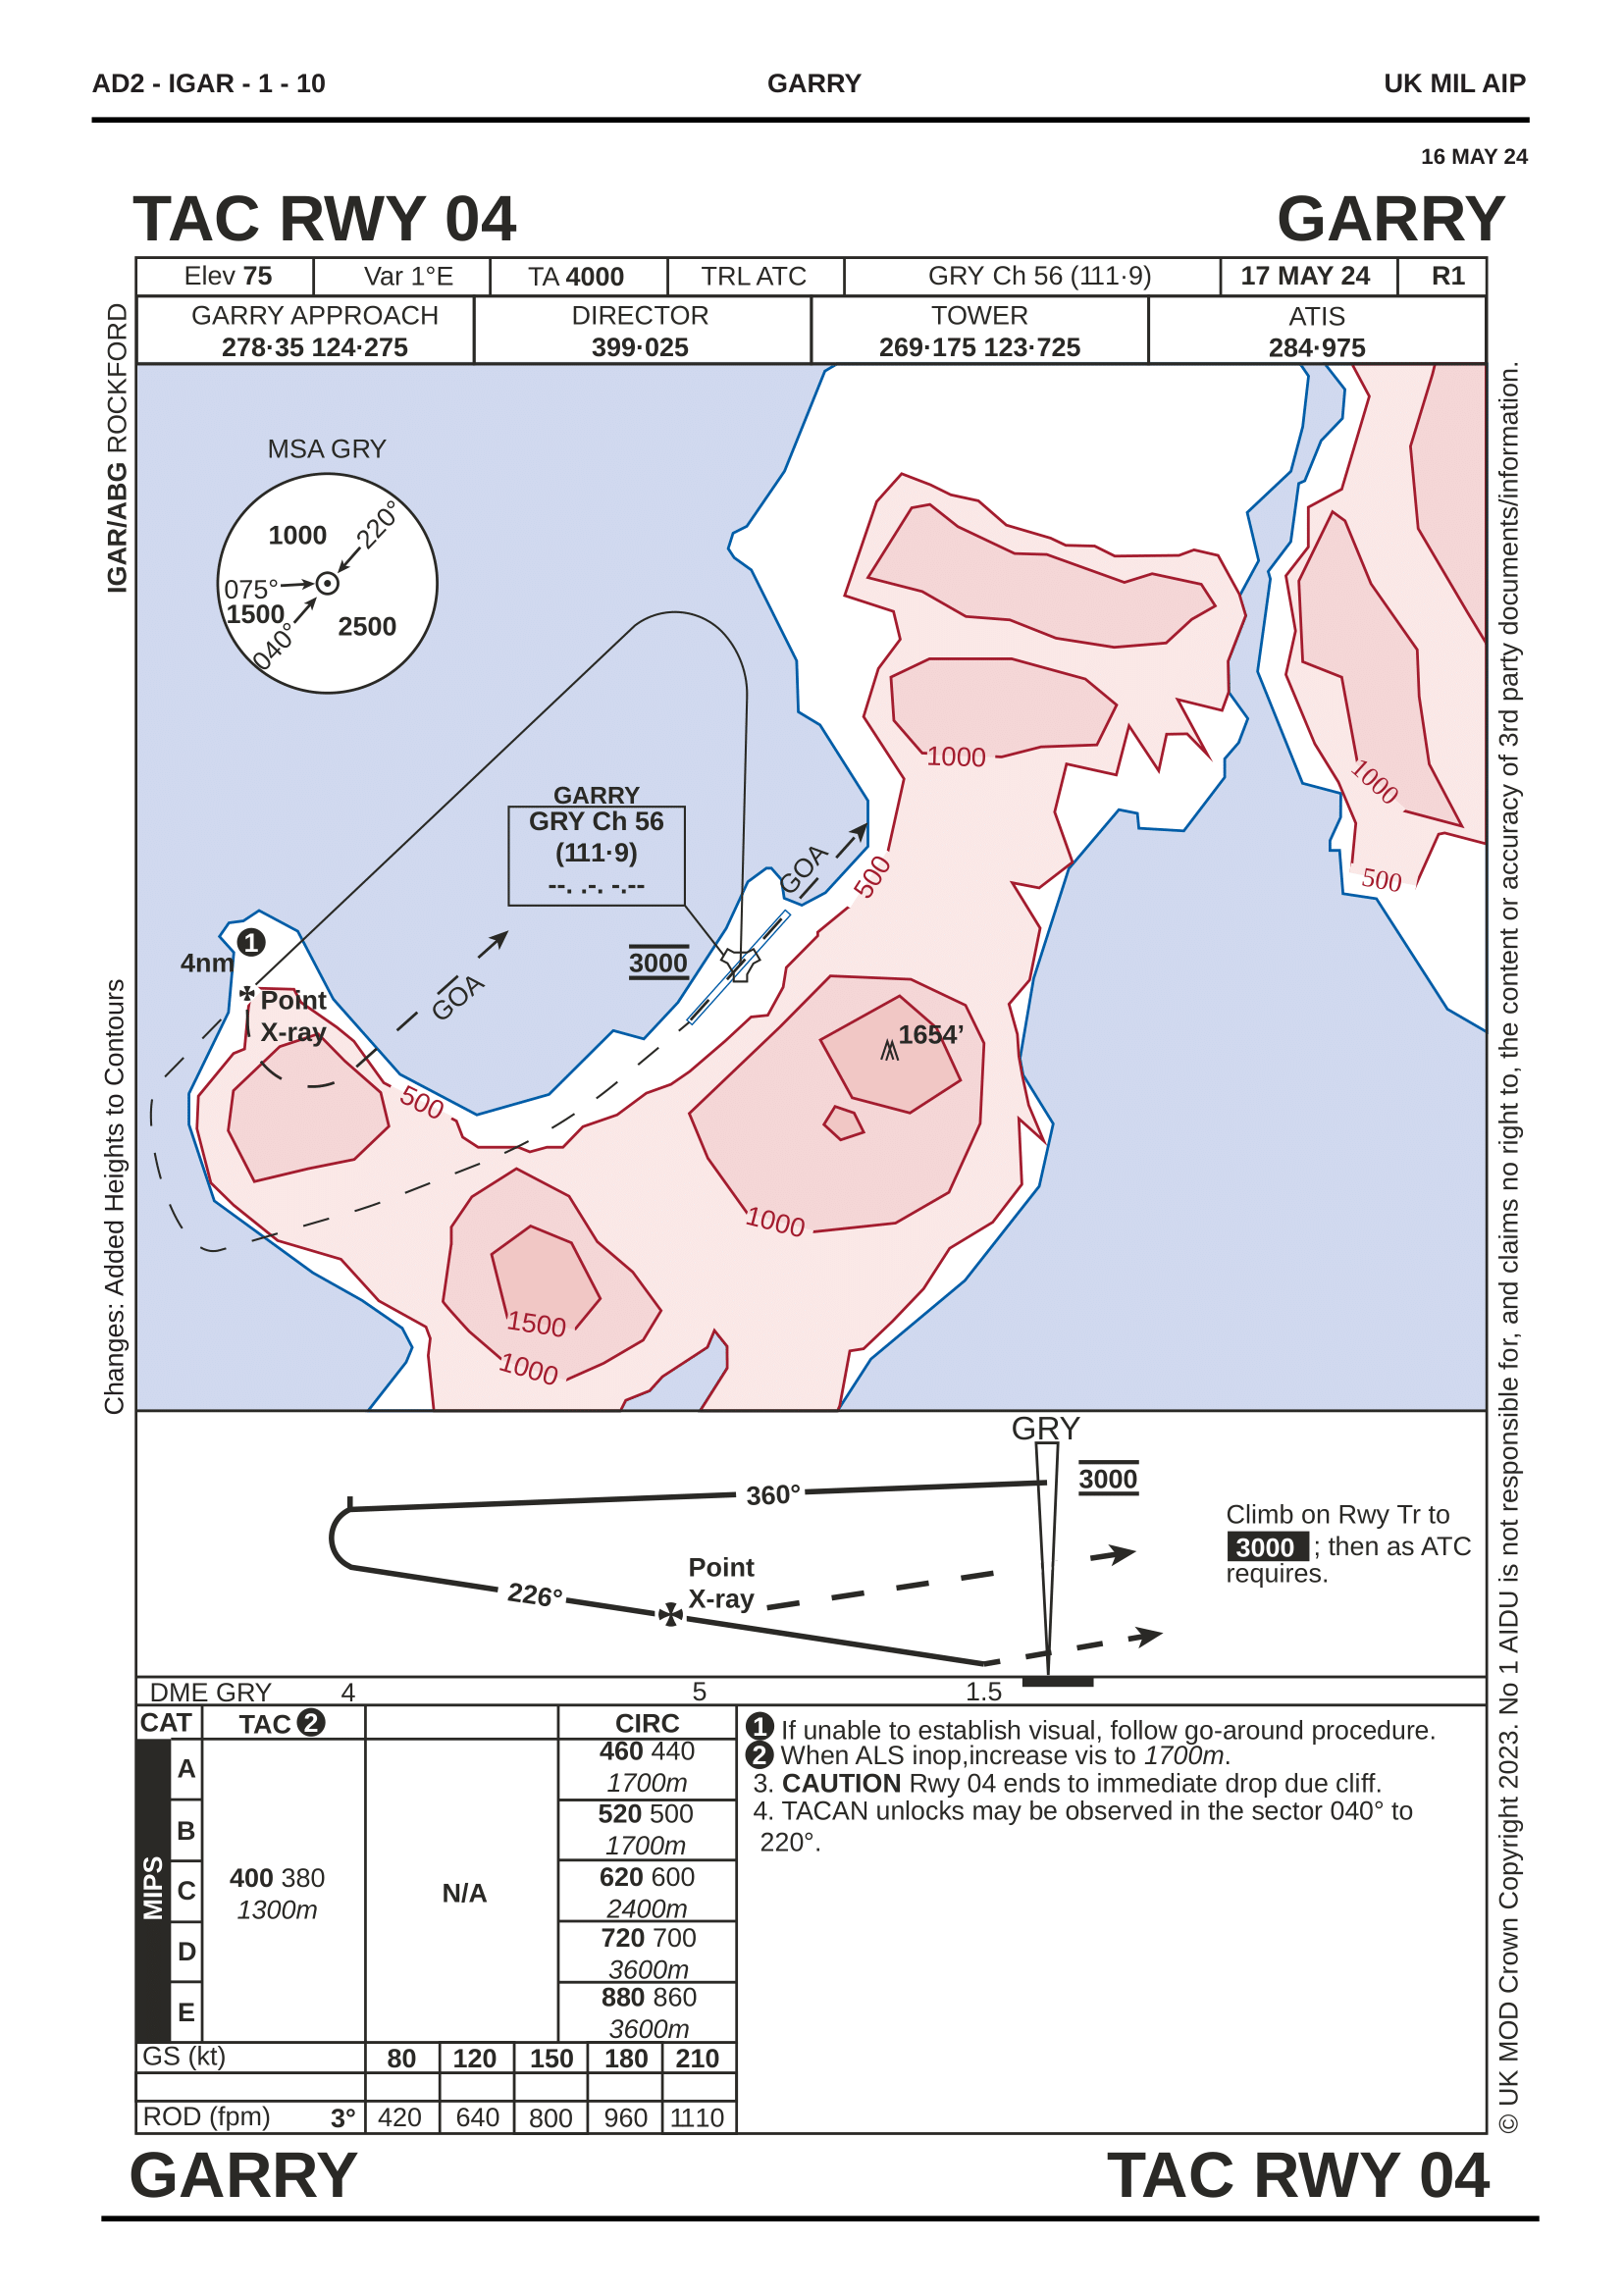 AD2 - IGAR - 1 - 10 GARRY UK MIL AIP
16 MAY 24
TAC RWY 04 GARRY
Elev 75 Var 1°E TA 4000 TRL ATC GRY Ch 56 (111·9) 17 MAY 24 R1
GARRY APPROACH DIRECTOR TOWER ATIS
278·35 124·275 399·025 269·175 123·725 284·975
IGAR/ABG ROCKFORD
Changes: Added Heights to Contours
© UK MOD Crown Copyright 2023. No 1 AIDU is not responsible for, and claims no right to, the content or accuracy of 3rd party documents/information.
MSA GRY
1000
220°
075°
1500
2500
040°
1000
1000
500
GARRY
GRY Ch 56
(111·9)
--. .-. -.--
GOA
500
1
4nm
3000
GOA
Point
X-ray
1654’
500
1000
1500
1000
GRY
360°
3000
Climb on Rwy Tr to
3000 ; then as ATC
requires.
Point
X-ray
226°
DME GRY 4 5 1.5
CAT TAC 2 CIRC
MIPS
A 460 440
1700m
B 520 500
1700m
C 400 380 N/A 620 600
1300m 2400m
D 720 700
3600m
E 880 860
3600m
GS (kt) 80 120 150 180 210
ROD (fpm) 3° 420 640 800 960 1110
1 If unable to establish visual, follow go-around procedure.
2 When ALS inop,increase vis to 1700m.
3. CAUTION Rwy 04 ends to immediate drop due cliff.
4. TACAN unlocks may be observed in the sector 040° to
220°.
GARRY TAC RWY 04